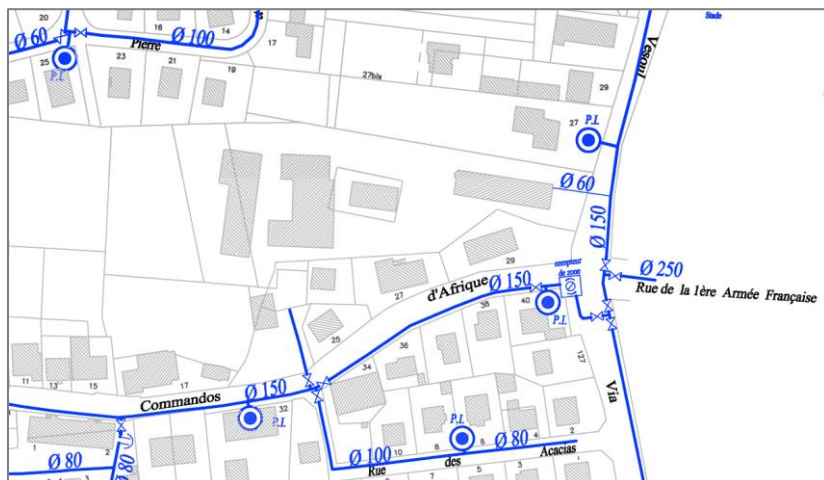 20
16
14
Stade
Ø 60
Ø 100
Pierre
17
25
23
21
19
P.I.
27bis
29
Vesoul
27
P.I.
Ø 60
Ø 150
29
compteur
de zone
Ø 250
27
d'Afrique
Ø 150
Rue de la 1ère Armée Française
38
40
P.I.
25
36
127
34
11
13
15
17
Commandos
Ø 150
32
P.I.
Via
P.I.
1
2
10
8
6
4
2
Ø 80
Ø 80
Ø 100
Rue
des
Ø 80
Acacias
3
7
5
3
1